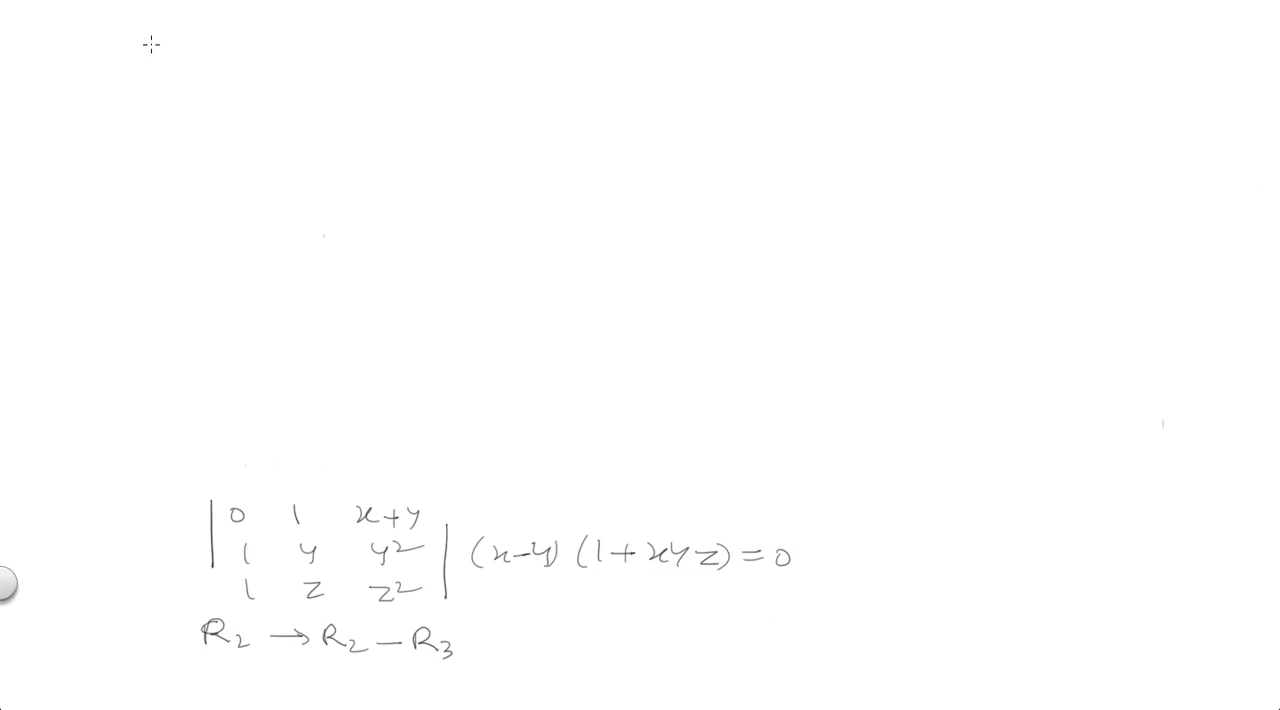 | 0 1 x+y |
| 1 y y² | (x-y) (1+xyz) = 0
| 1 z z² |
R₂ → R₂ - R₃